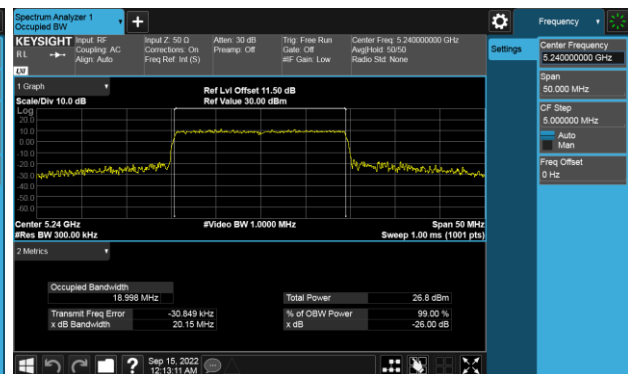 Spectrum Analyzer 1
Occupied BW
Frequency
KEYSIGHT
RL
LXI
Input: RF
Coupling: AC
Align: Auto
Input Z: 50 Ω
Corrections: On
Freq Ref: Int (S)
Atten: 30 dB
Preamp: Off
Trig: Free Run
Gate: Off
#IF Gain: Low
Center Freq: 5.240000000 GHz
Avg|Hold: 50/50
Radio Std: None
Settings
Center Frequency
5.240000000 GHz
Span
50.000 MHz
CF Step
5.000000 MHz
Auto
Man
Freq Offset
0 Hz
1 Graph
Scale/Div 10.0 dB
Ref Lvl Offset 11.50 dB
Ref Value 30.00 dBm
Log
20.0
10.0
0.00
-10.0
-20.0
-30.0
-40.0
-50.0
-60.0
Center 5.24 GHz
#Video BW 1.0000 MHz
Span 50 MHz
#Res BW 300.00 kHz
Sweep 1.00 ms (1001 pts)
2 Metrics
Occupied Bandwidth
18.998 MHz
Total Power 26.8 dBm
Transmit Freq Error -30.849 kHz
% of OBW Power 99.00 %
x dB Bandwidth 20.15 MHz
x dB -26.00 dB
?
Sep 15, 2022
12:13:11 AM